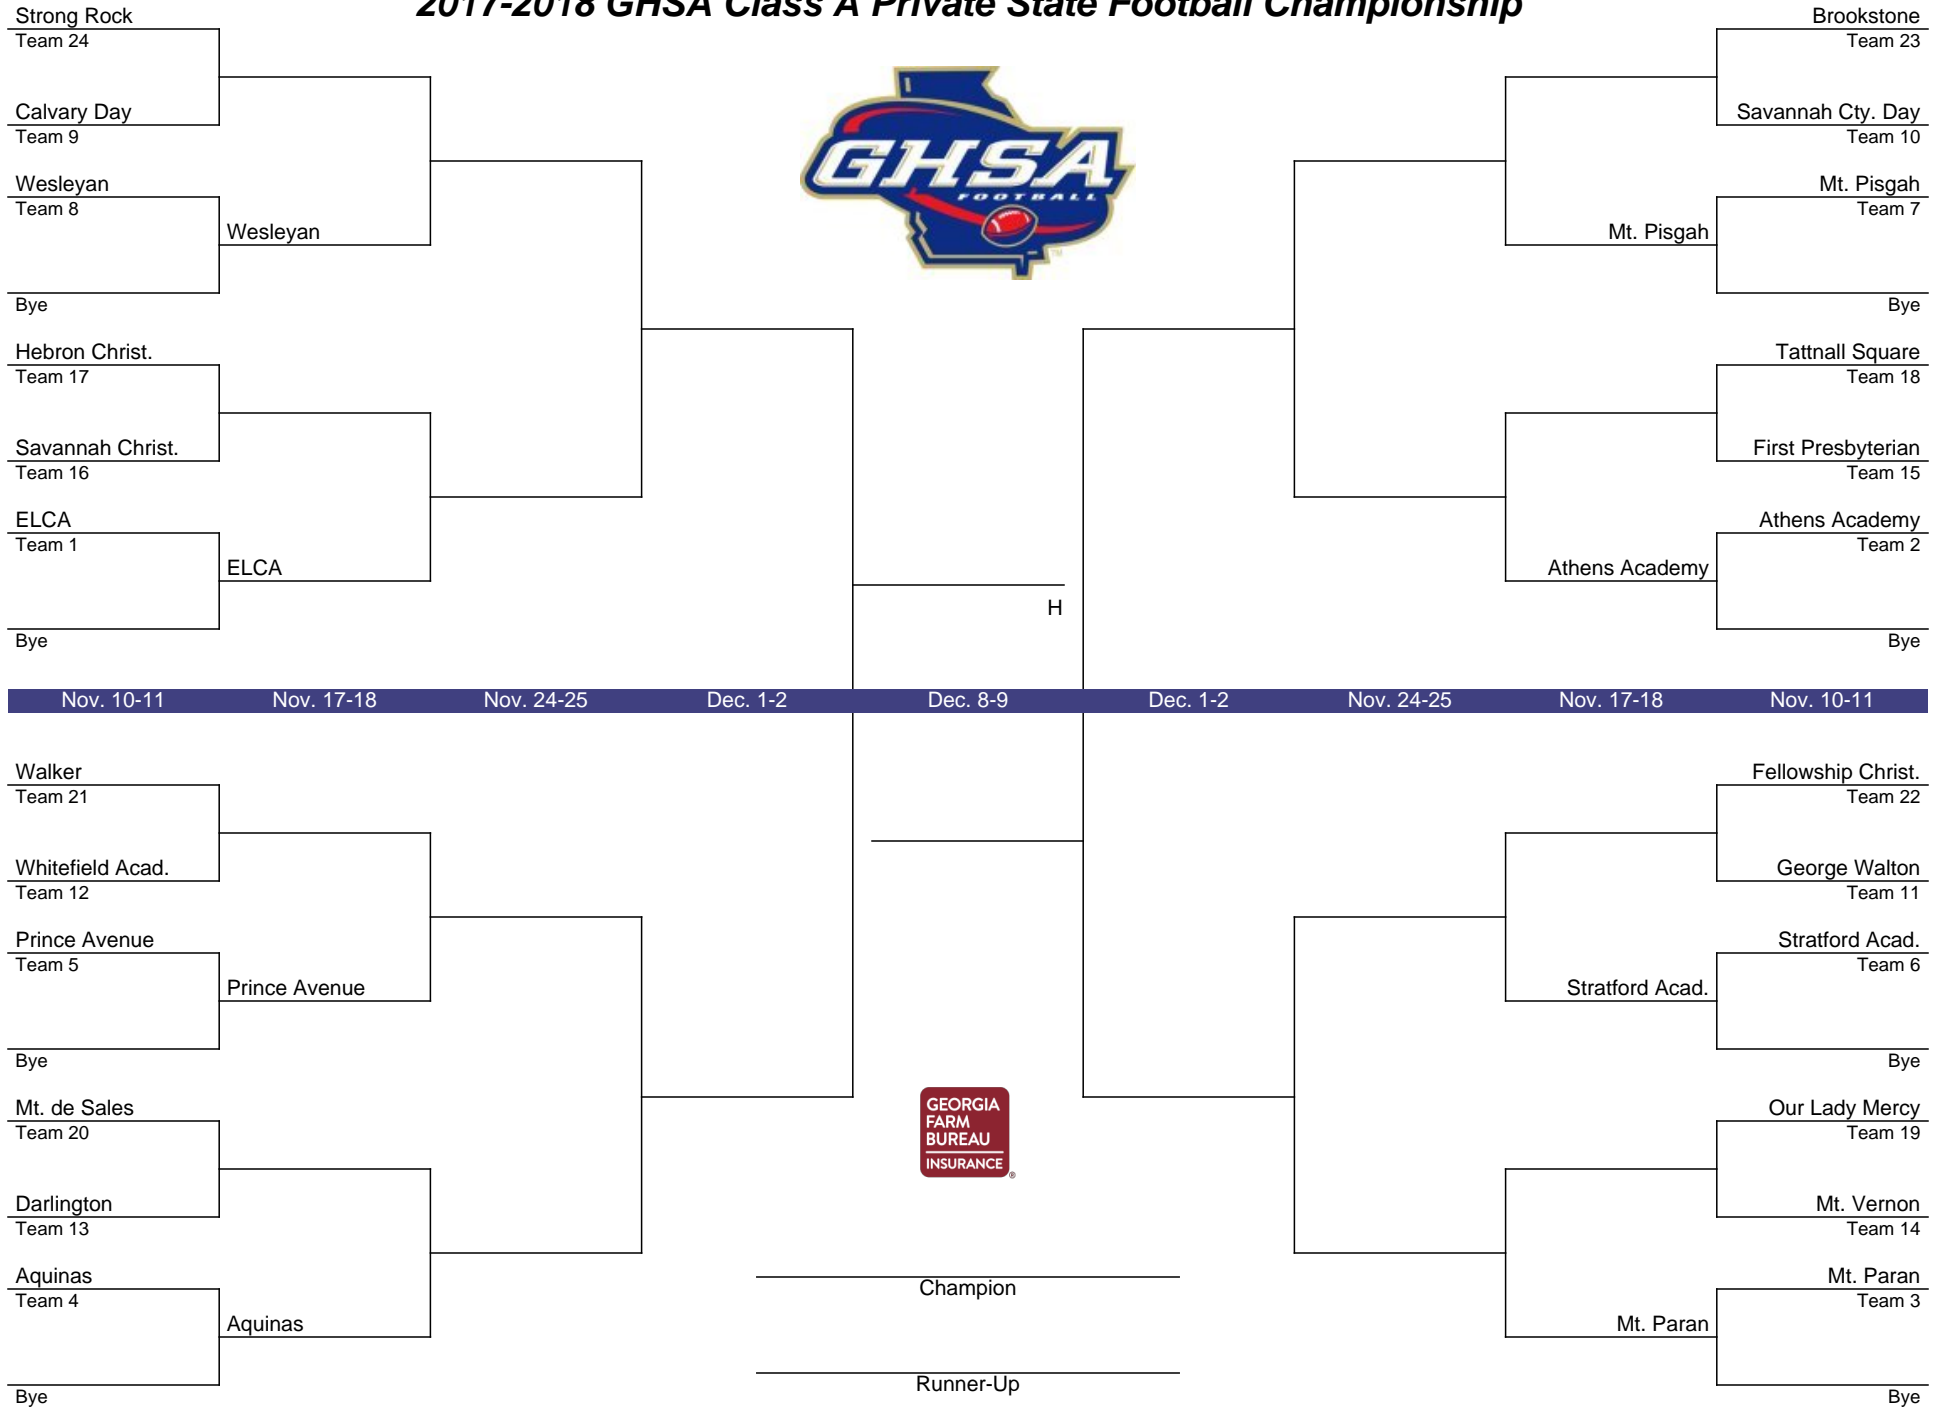 2017-2018 GHSA Class A Private State Football Championship
Strong Rock
Team 24
Calvary Day
Team 9
Wesleyan
Team 8
Wesleyan
Bye
Hebron Christ.
Team 17
Savannah Christ.
Team 16
ELCA
Team 1
ELCA
Bye
GHSA
FOOTBALL
TM
H
Brookstone
Team 23
Savannah Cty. Day
Team 10
Mt. Pisgah
Team 7
Mt. Pisgah
Bye
Tattnall Square
Team 18
First Presbyterian
Team 15
Athens Academy
Team 2
Athens Academy
Bye
Nov. 10-11 Nov. 17-18 Nov. 24-25 Dec. 1-2 Dec. 8-9 Dec. 1-2 Nov. 24-25 Nov. 17-18 Nov. 10-11
Walker
Team 21
Whitefield Acad.
Team 12
Prince Avenue
Team 5
Prince Avenue
Bye
Mt. de Sales
Team 20
Darlington
Team 13
Aquinas
Team 4
Aquinas
Bye
GEORGIA
FARM
BUREAU
INSURANCE
®
Champion
Runner-Up
Fellowship Christ.
Team 22
George Walton
Team 11
Stratford Acad.
Team 6
Stratford Acad.
Bye
Our Lady Mercy
Team 19
Mt. Vernon
Team 14
Mt. Paran
Team 3
Mt. Paran
Bye